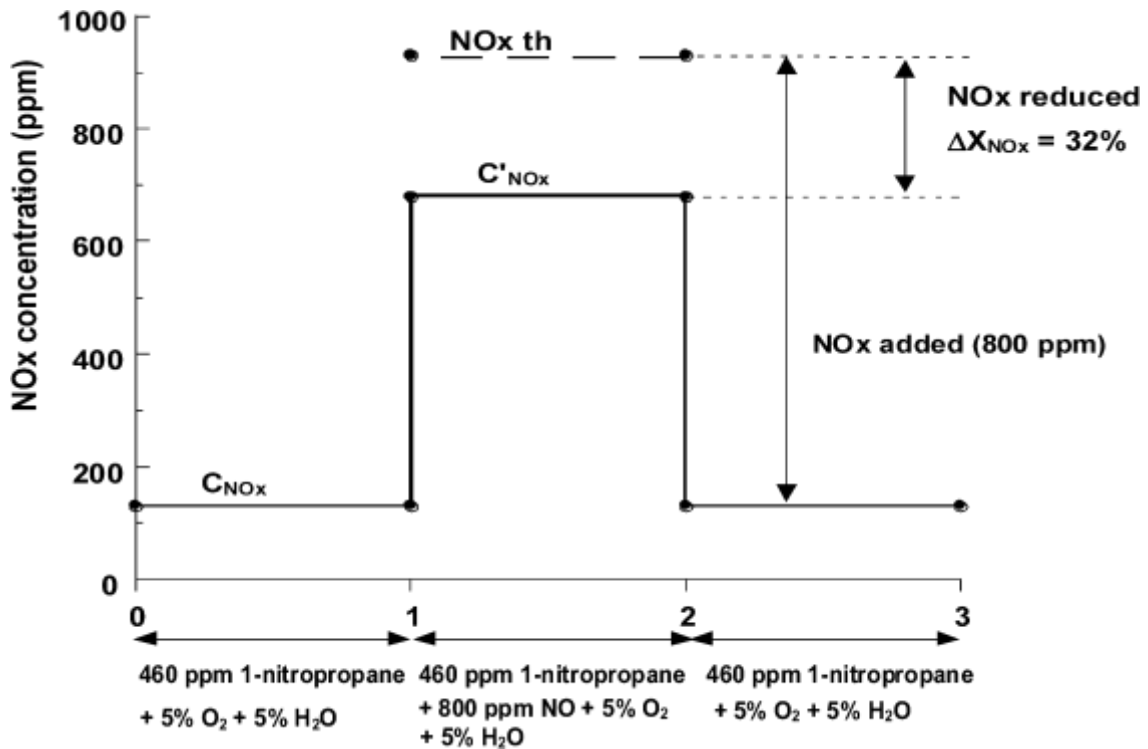 1000
NOx th
NOx reduced
ΔX_NOx = 32%
800
C'NOx
600
NOx concentration (ppm)
NOx added (800 ppm)
400
200
CNOx
0
0 1 2 3
460 ppm 1-nitropropane
+ 5% O₂ + 5% H₂O
460 ppm 1-nitropropane
+ 800 ppm NO + 5% O₂
+ 5% H₂O
460 ppm 1-nitropropane
+ 5% O₂ + 5% H₂O